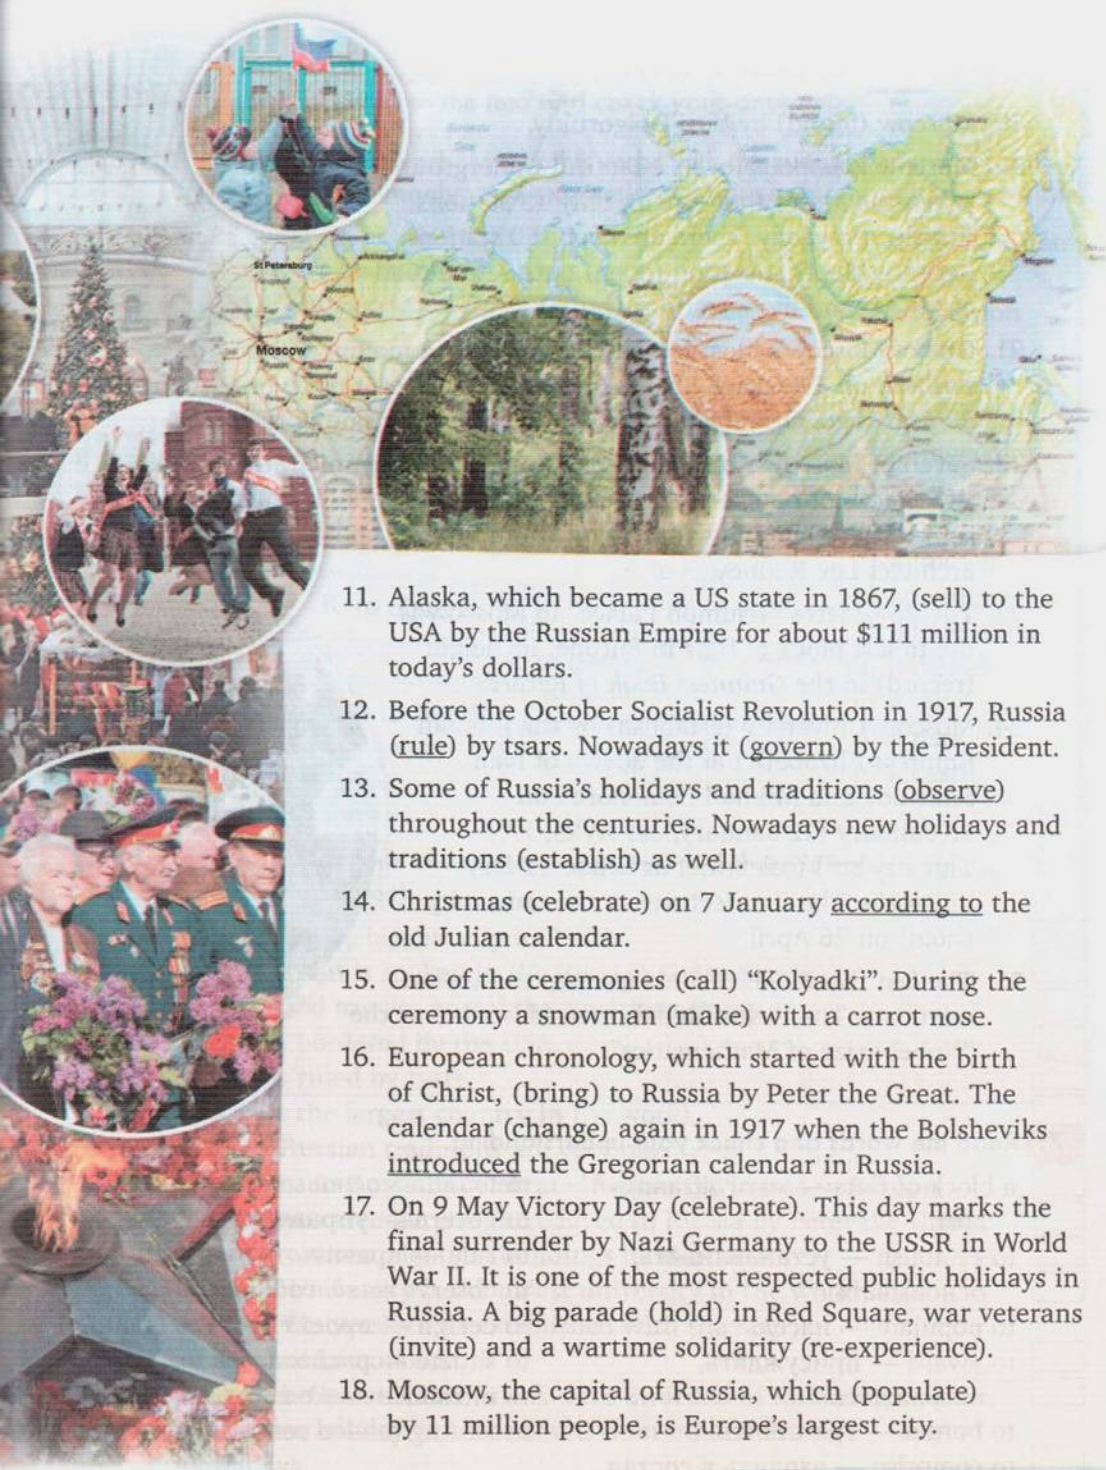 St Petersburg
Moscow
11. Alaska, which became a US state in 1867, (sell) to the
USA by the Russian Empire for about $111 million in
today's dollars.
12. Before the October Socialist Revolution in 1917, Russia
(rule) by tsars. Nowadays it (govern) by the President.
13. Some of Russia's holidays and traditions (observe)
throughout the centuries. Nowadays new holidays and
traditions (establish) as well.
14. Christmas (celebrate) on 7 January according to the
old Julian calendar.
15. One of the ceremonies (call) “Kolyadki”. During the
ceremony a snowman (make) with a carrot nose.
16. European chronology, which started with the birth
of Christ, (bring) to Russia by Peter the Great. The
calendar (change) again in 1917 when the Bolsheviks
introduced the Gregorian calendar in Russia.
17. On 9 May Victory Day (celebrate). This day marks the
final surrender by Nazi Germany to the USSR in World
War II. It is one of the most respected public holidays in
Russia. A big parade (hold) in Red Square, war veterans
(invite) and a wartime solidarity (re-experience).
18. Moscow, the capital of Russia, which (populate)
by 11 million people, is Europe's largest city.